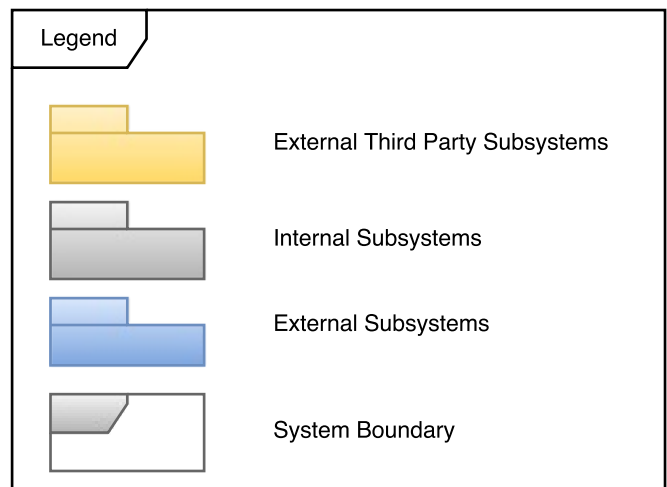 Legend
External Third Party Subsystems
Internal Subsystems
External Subsystems
System Boundary